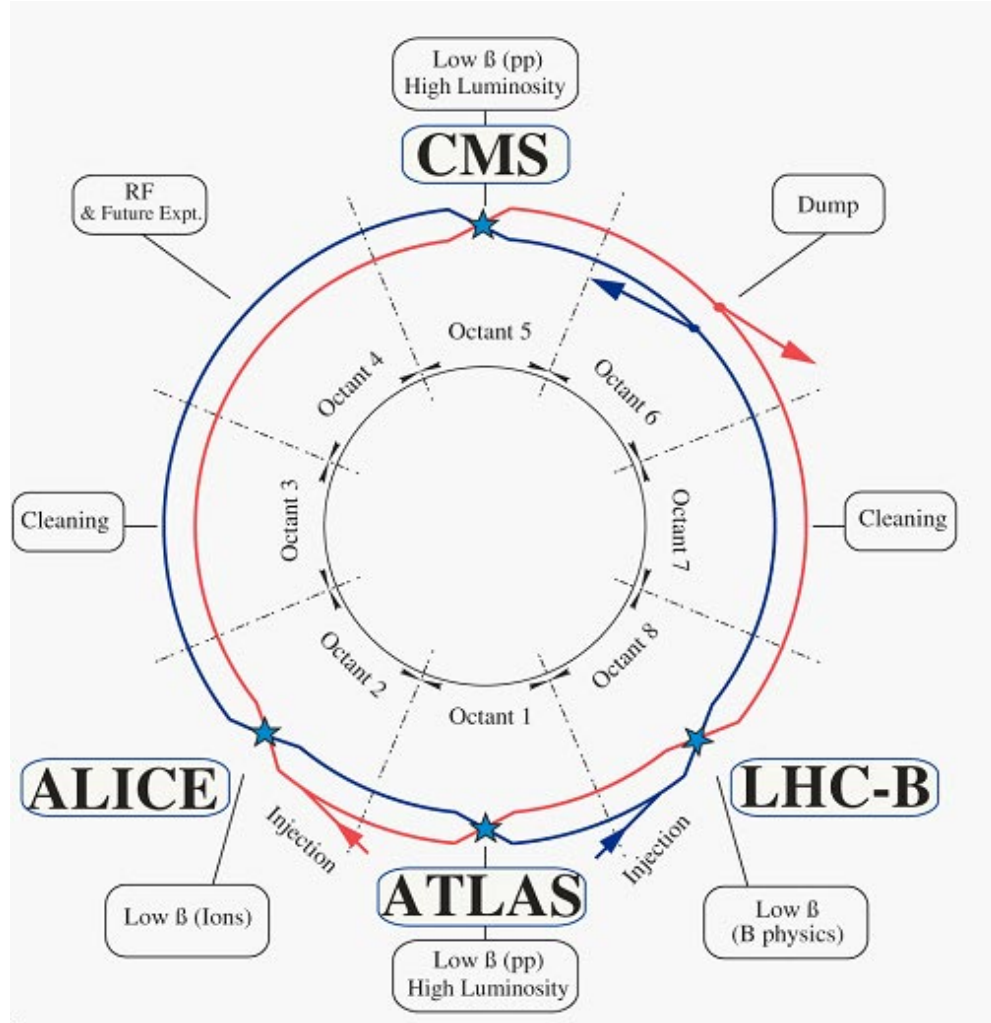 Low ß (pp)
High Luminosity
CMS
RF
& Future Expt.
Dump
Octant 5
Octant 4
Octant 6
Cleaning
Octant 3
Octant 7
Cleaning
Octant 2
Octant 8
Octant 1
ALICE
LHC-B
Injection
Injection
ATLAS
Low ß (Ions)
Low ß
(B physics)
Low ß (pp)
High Luminosity